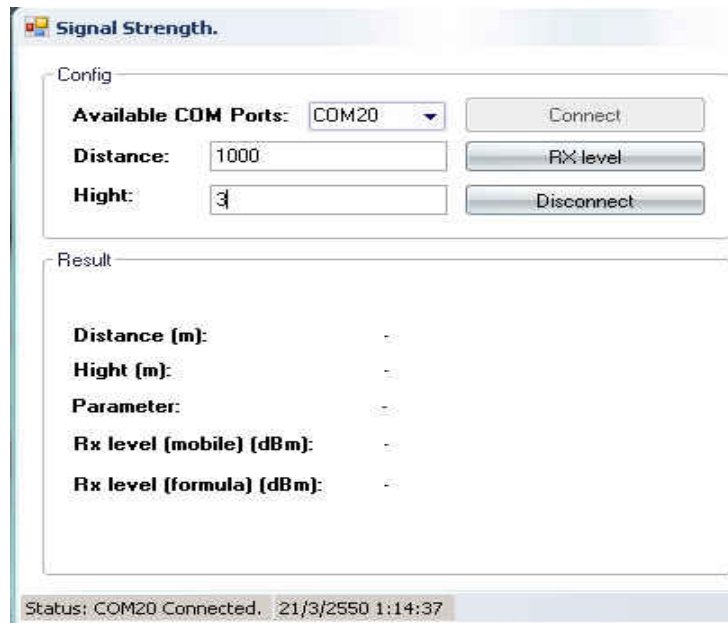 Signal Strength.
Config
Available COM Ports: COM20 Connect
Distance: 1000 RX level
Hight: 3 Disconnect
Result
Distance (m): -
Hight (m): -
Parameter: -
Rx level (mobile) (dBm): -
Rx level (formula) (dBm): -
Status: COM20 Connected. 21/3/2550 1:14:37